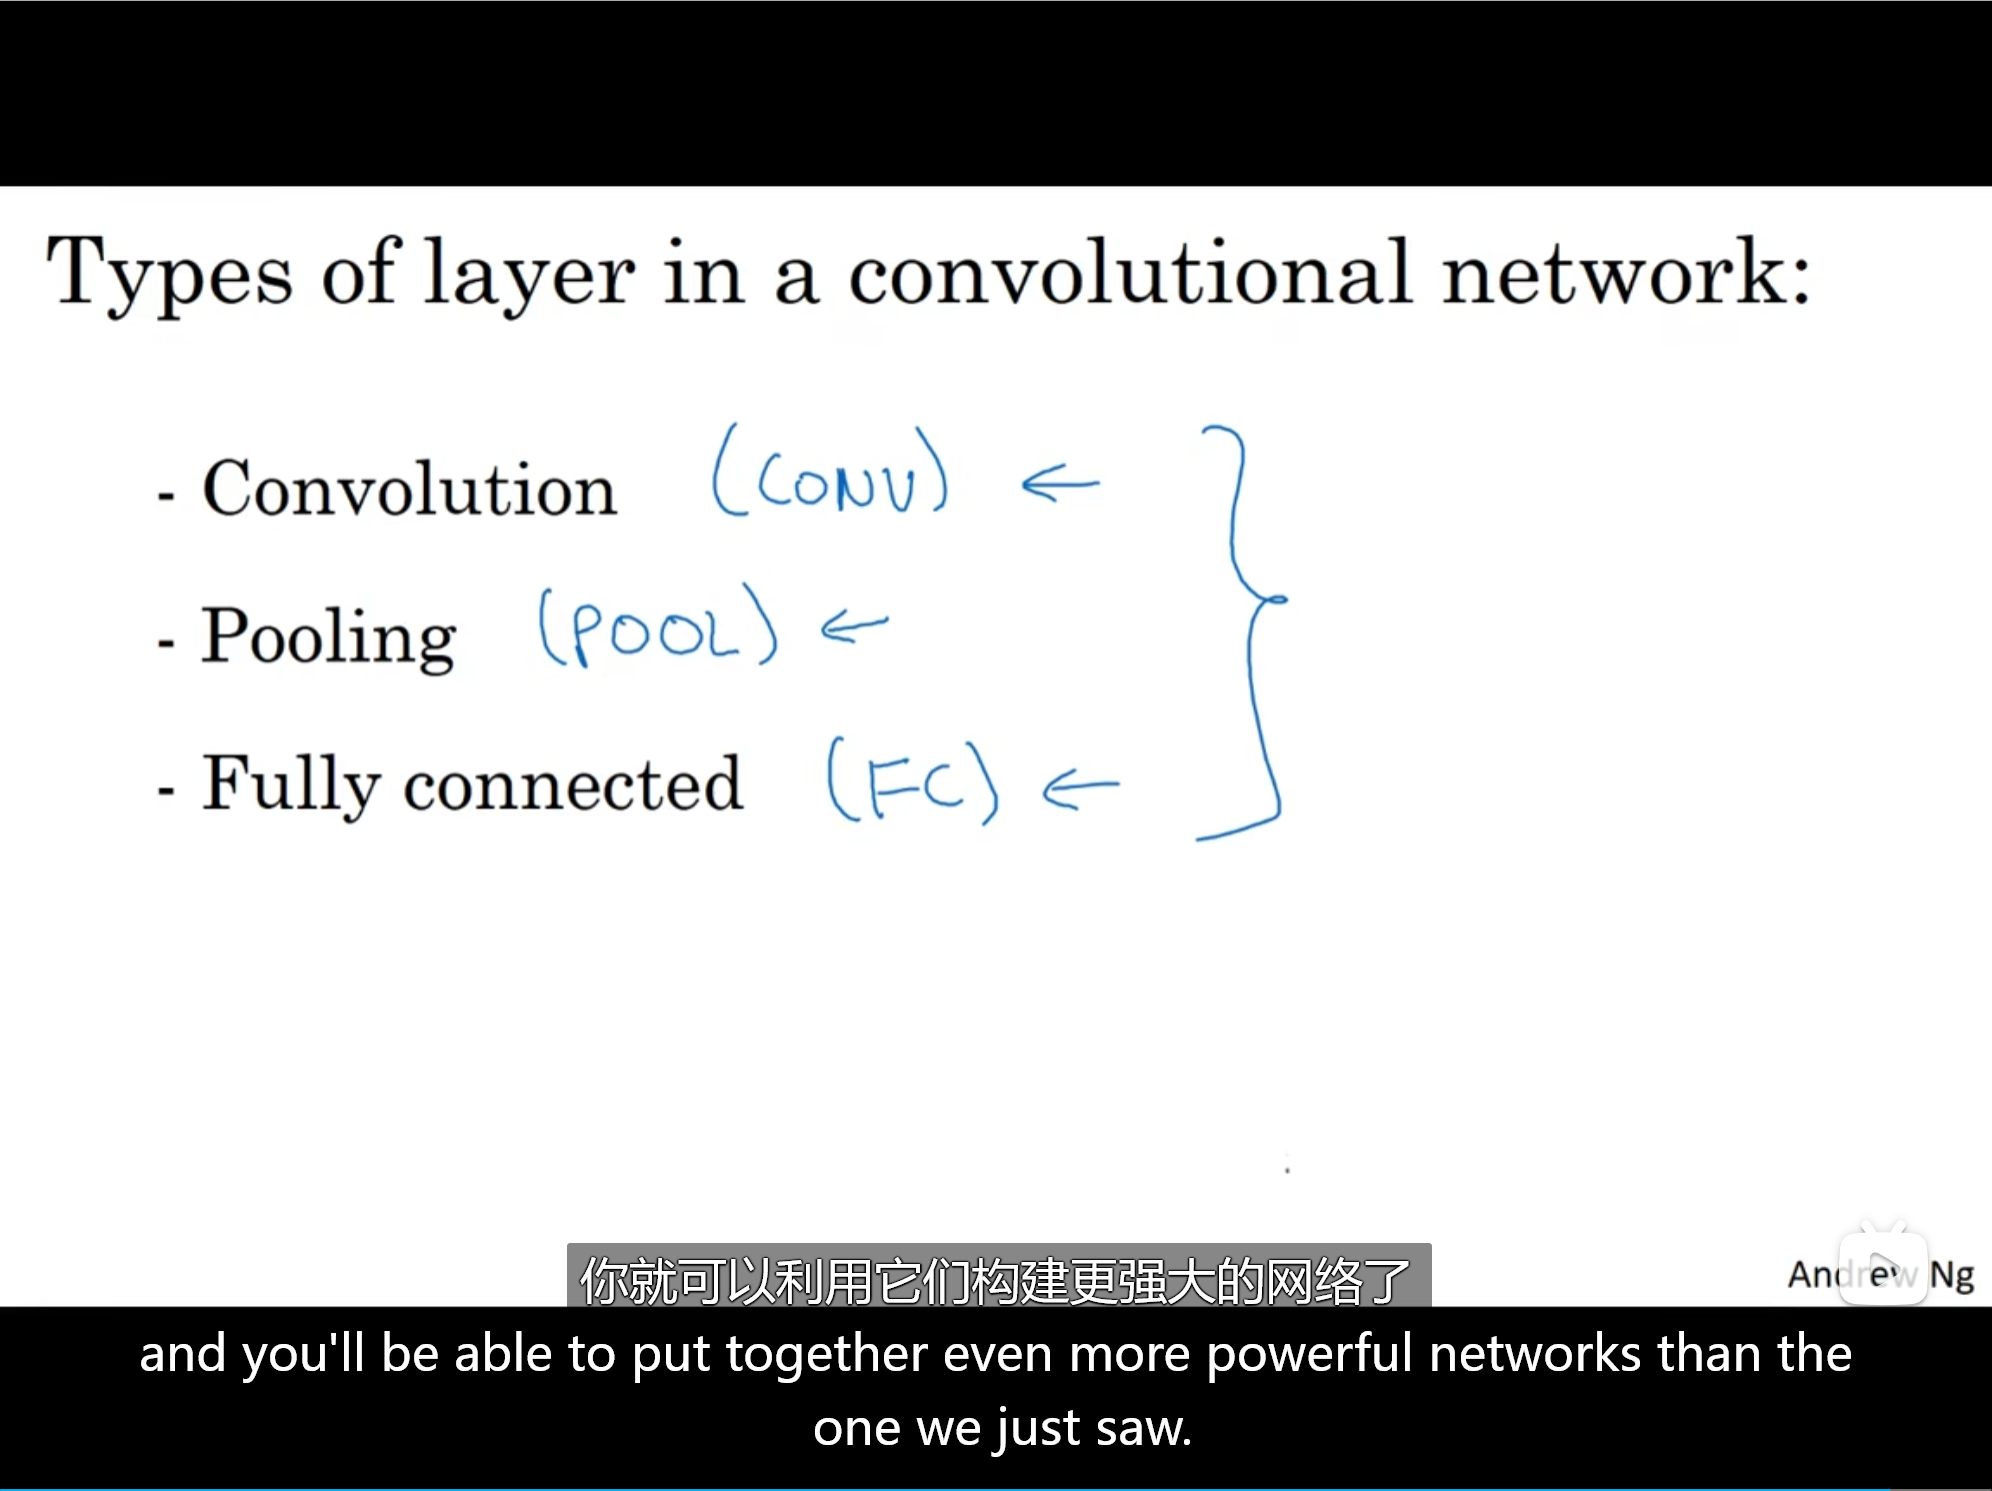 Types of layer in a convolutional network:
- Convolution (CONV) ←
- Pooling (POOL) ←
- Fully connected (FC) ←
你就可以利用它们构建更强大的网络了
Andrew Ng
and you'll be able to put together even more powerful networks than the
one we just saw.